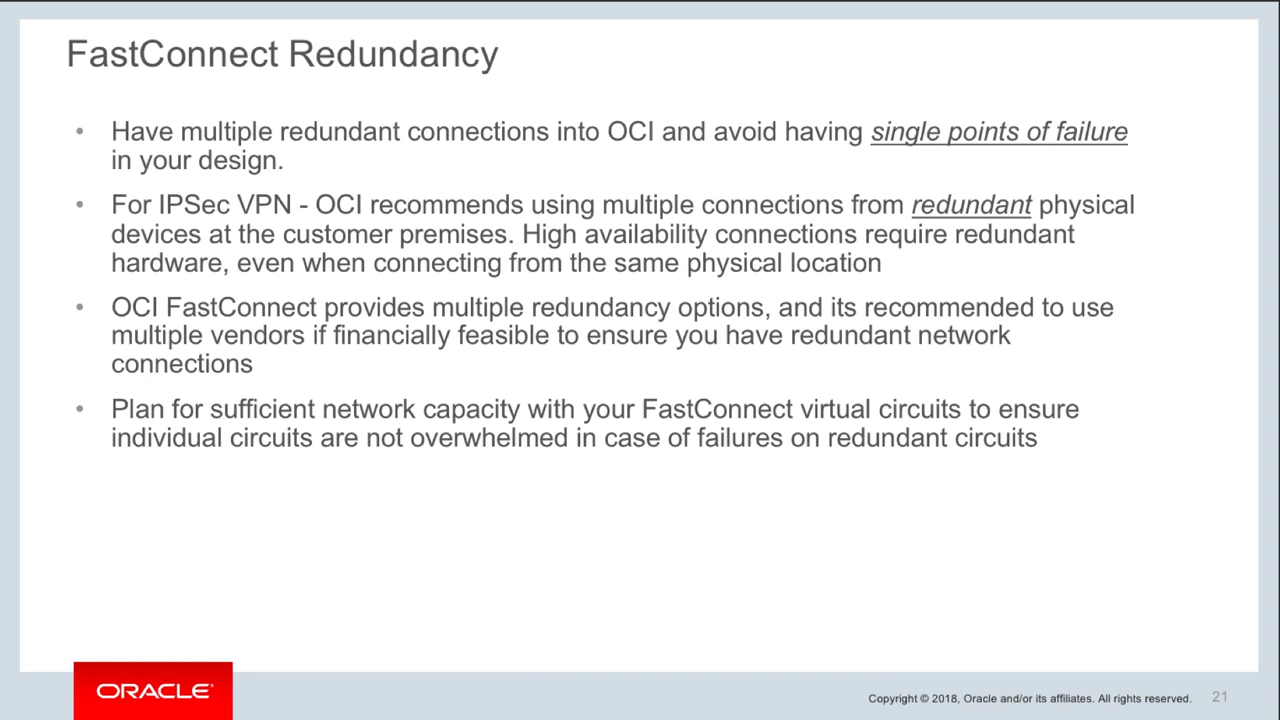 FastConnect Redundancy
• Have multiple redundant connections into OCI and avoid having single points of failure
in your design.
• For IPSec VPN - OCI recommends using multiple connections from redundant physical
devices at the customer premises. High availability connections require redundant
hardware, even when connecting from the same physical location
• OCI FastConnect provides multiple redundancy options, and its recommended to use
multiple vendors if financially feasible to ensure you have redundant network
connections
• Plan for sufficient network capacity with your FastConnect virtual circuits to ensure
individual circuits are not overwhelmed in case of failures on redundant circuits
ORACLE®
Copyright © 2018, Oracle and/or its affiliates. All rights reserved. 21